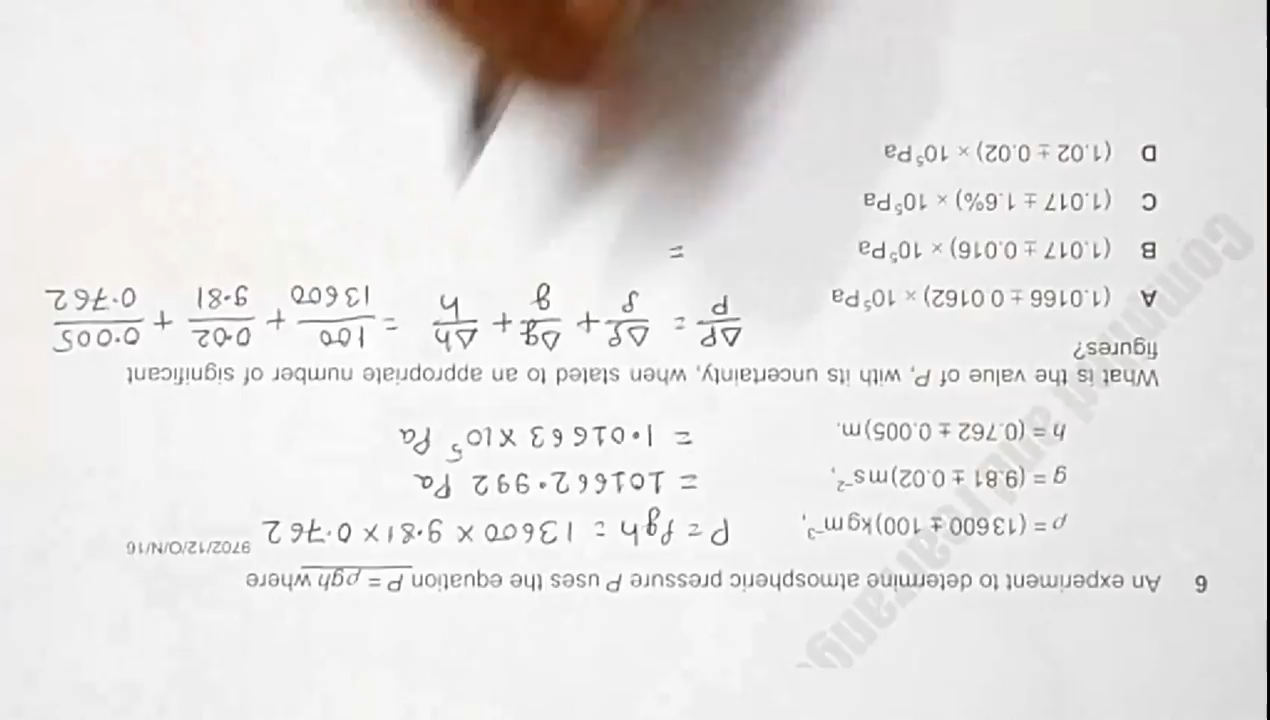 6 An experiment to determine atmospheric pressure P uses the equation P = ρgh where
9702/12/O/N/16
ρ = (13600 ± 100) kg m⁻³,
P = ρgh = 13600 × 9.81 × 0.762
g = (9.81 ± 0.02) m s⁻²,
= 101662.992 Pa
h = (0.762 ± 0.005) m.
= 1.01663 × 10⁵ Pa
What is the value of P, with its uncertainty, when stated to an appropriate number of significant
figures?
ΔP/P = Δρ/ρ + Δg/g + Δh/h = 100/13600 + 0.02/9.81 + 0.005/0.762
A (1.0166 ± 0.0162) × 10⁵ Pa
B (1.017 ± 0.016) × 10⁵ Pa
=
C (1.017 ± 1.6%) × 10⁵ Pa
D (1.02 ± 0.02) × 10⁵ Pa